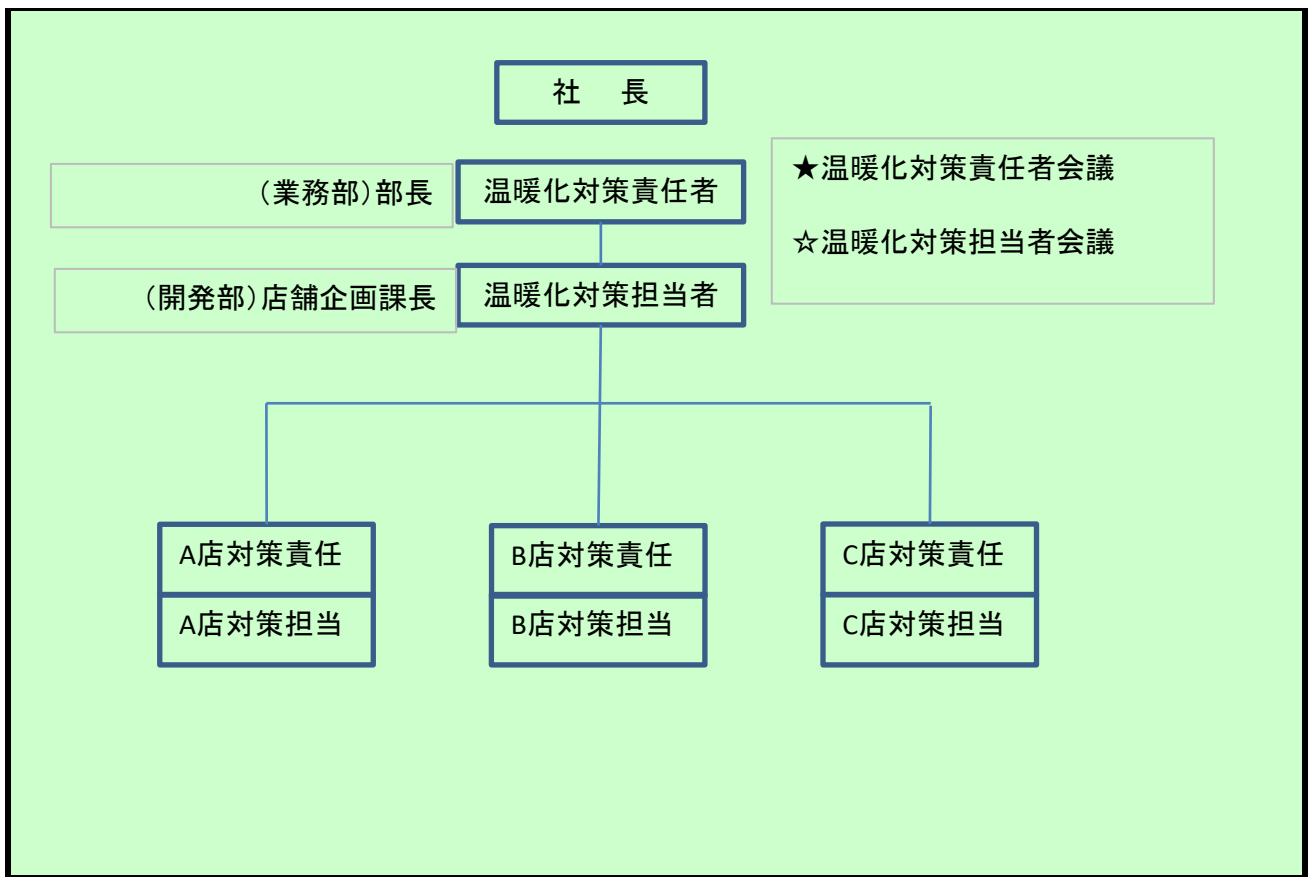 社　長
★温暖化対策責任者会議
（業務部）部長
温暖化対策責任者
☆温暖化対策担当者会議
（開発部）店舗企画課長
温暖化対策担当者
A店対策責任
B店対策責任
C店対策責任
A店対策担当
B店対策担当
C店対策担当